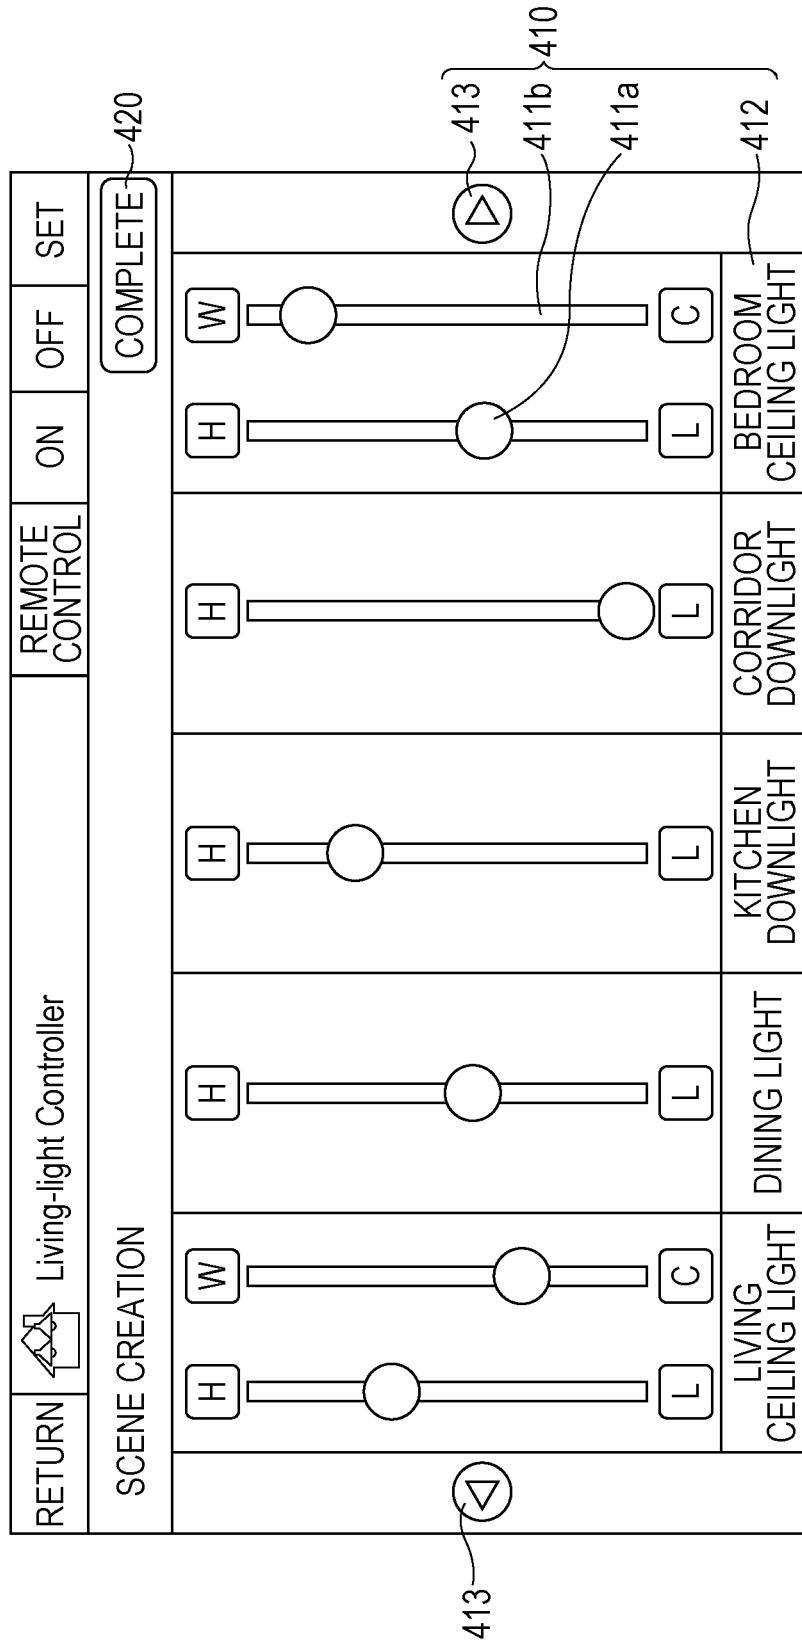 RETURN
Living-light Controller
REMOTE
CONTROL
ON
OFF
SET
SCENE CREATION
COMPLETE
420
H
W
H
H
H
H
W
L
C
L
L
L
L
C
LIVING
CEILING LIGHT
DINING LIGHT
KITCHEN
DOWNLIGHT
CORRIDOR
DOWNLIGHT
BEDROOM
CEILING LIGHT
413
413
411b
411a
412
410